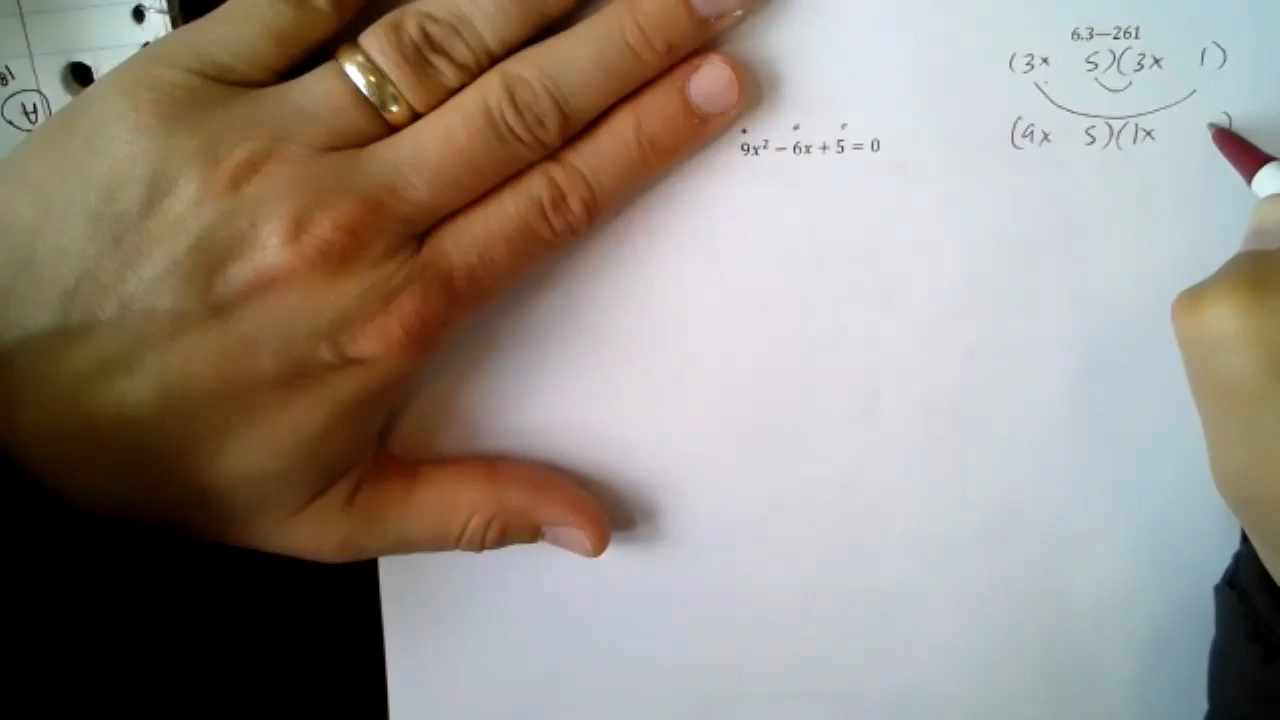 6.3—261
(3x 5)(3x 1)
(9x 5)(1x )
9x² − 6x + 5 = 0